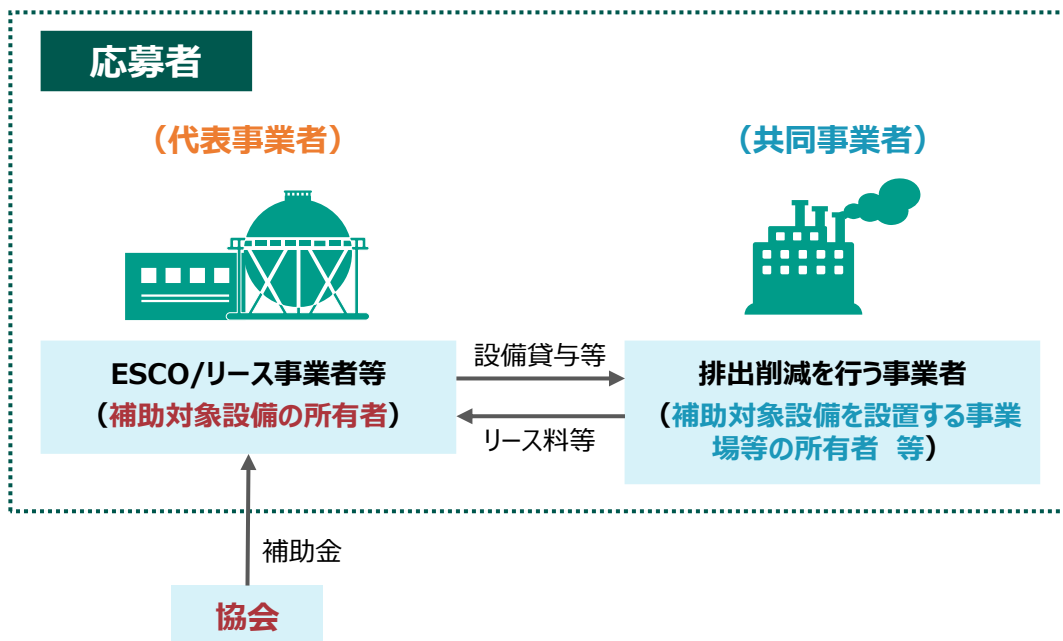 応募者
（代表事業者）
（共同事業者）
ESCO/リース事業者等
（補助対象設備の所有者）
設備貸与等
リース料等
排出削減を行う事業者
（補助対象設備を設置する事業
場等の所有者 等）
補助金
協会